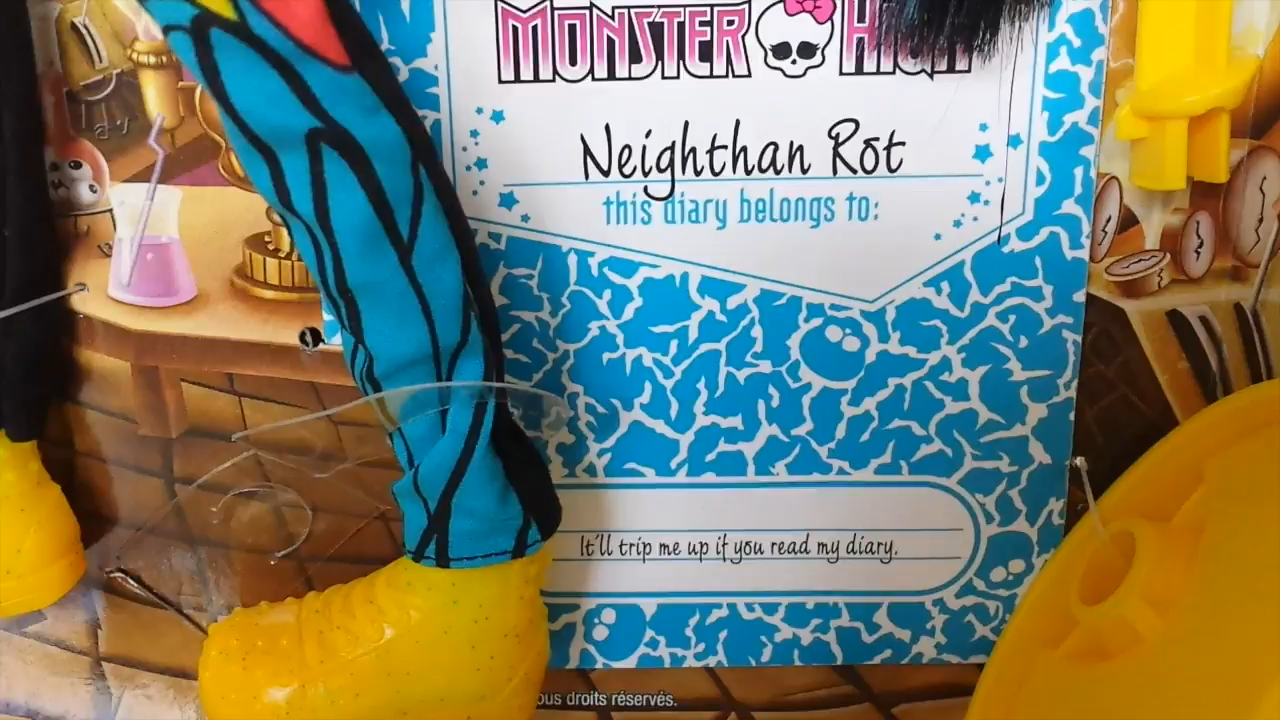 MONSTER HIGH
Neighthan Rot
this diary belongs to:
It'll trip me up if you read my diary.
ous droits réservés.